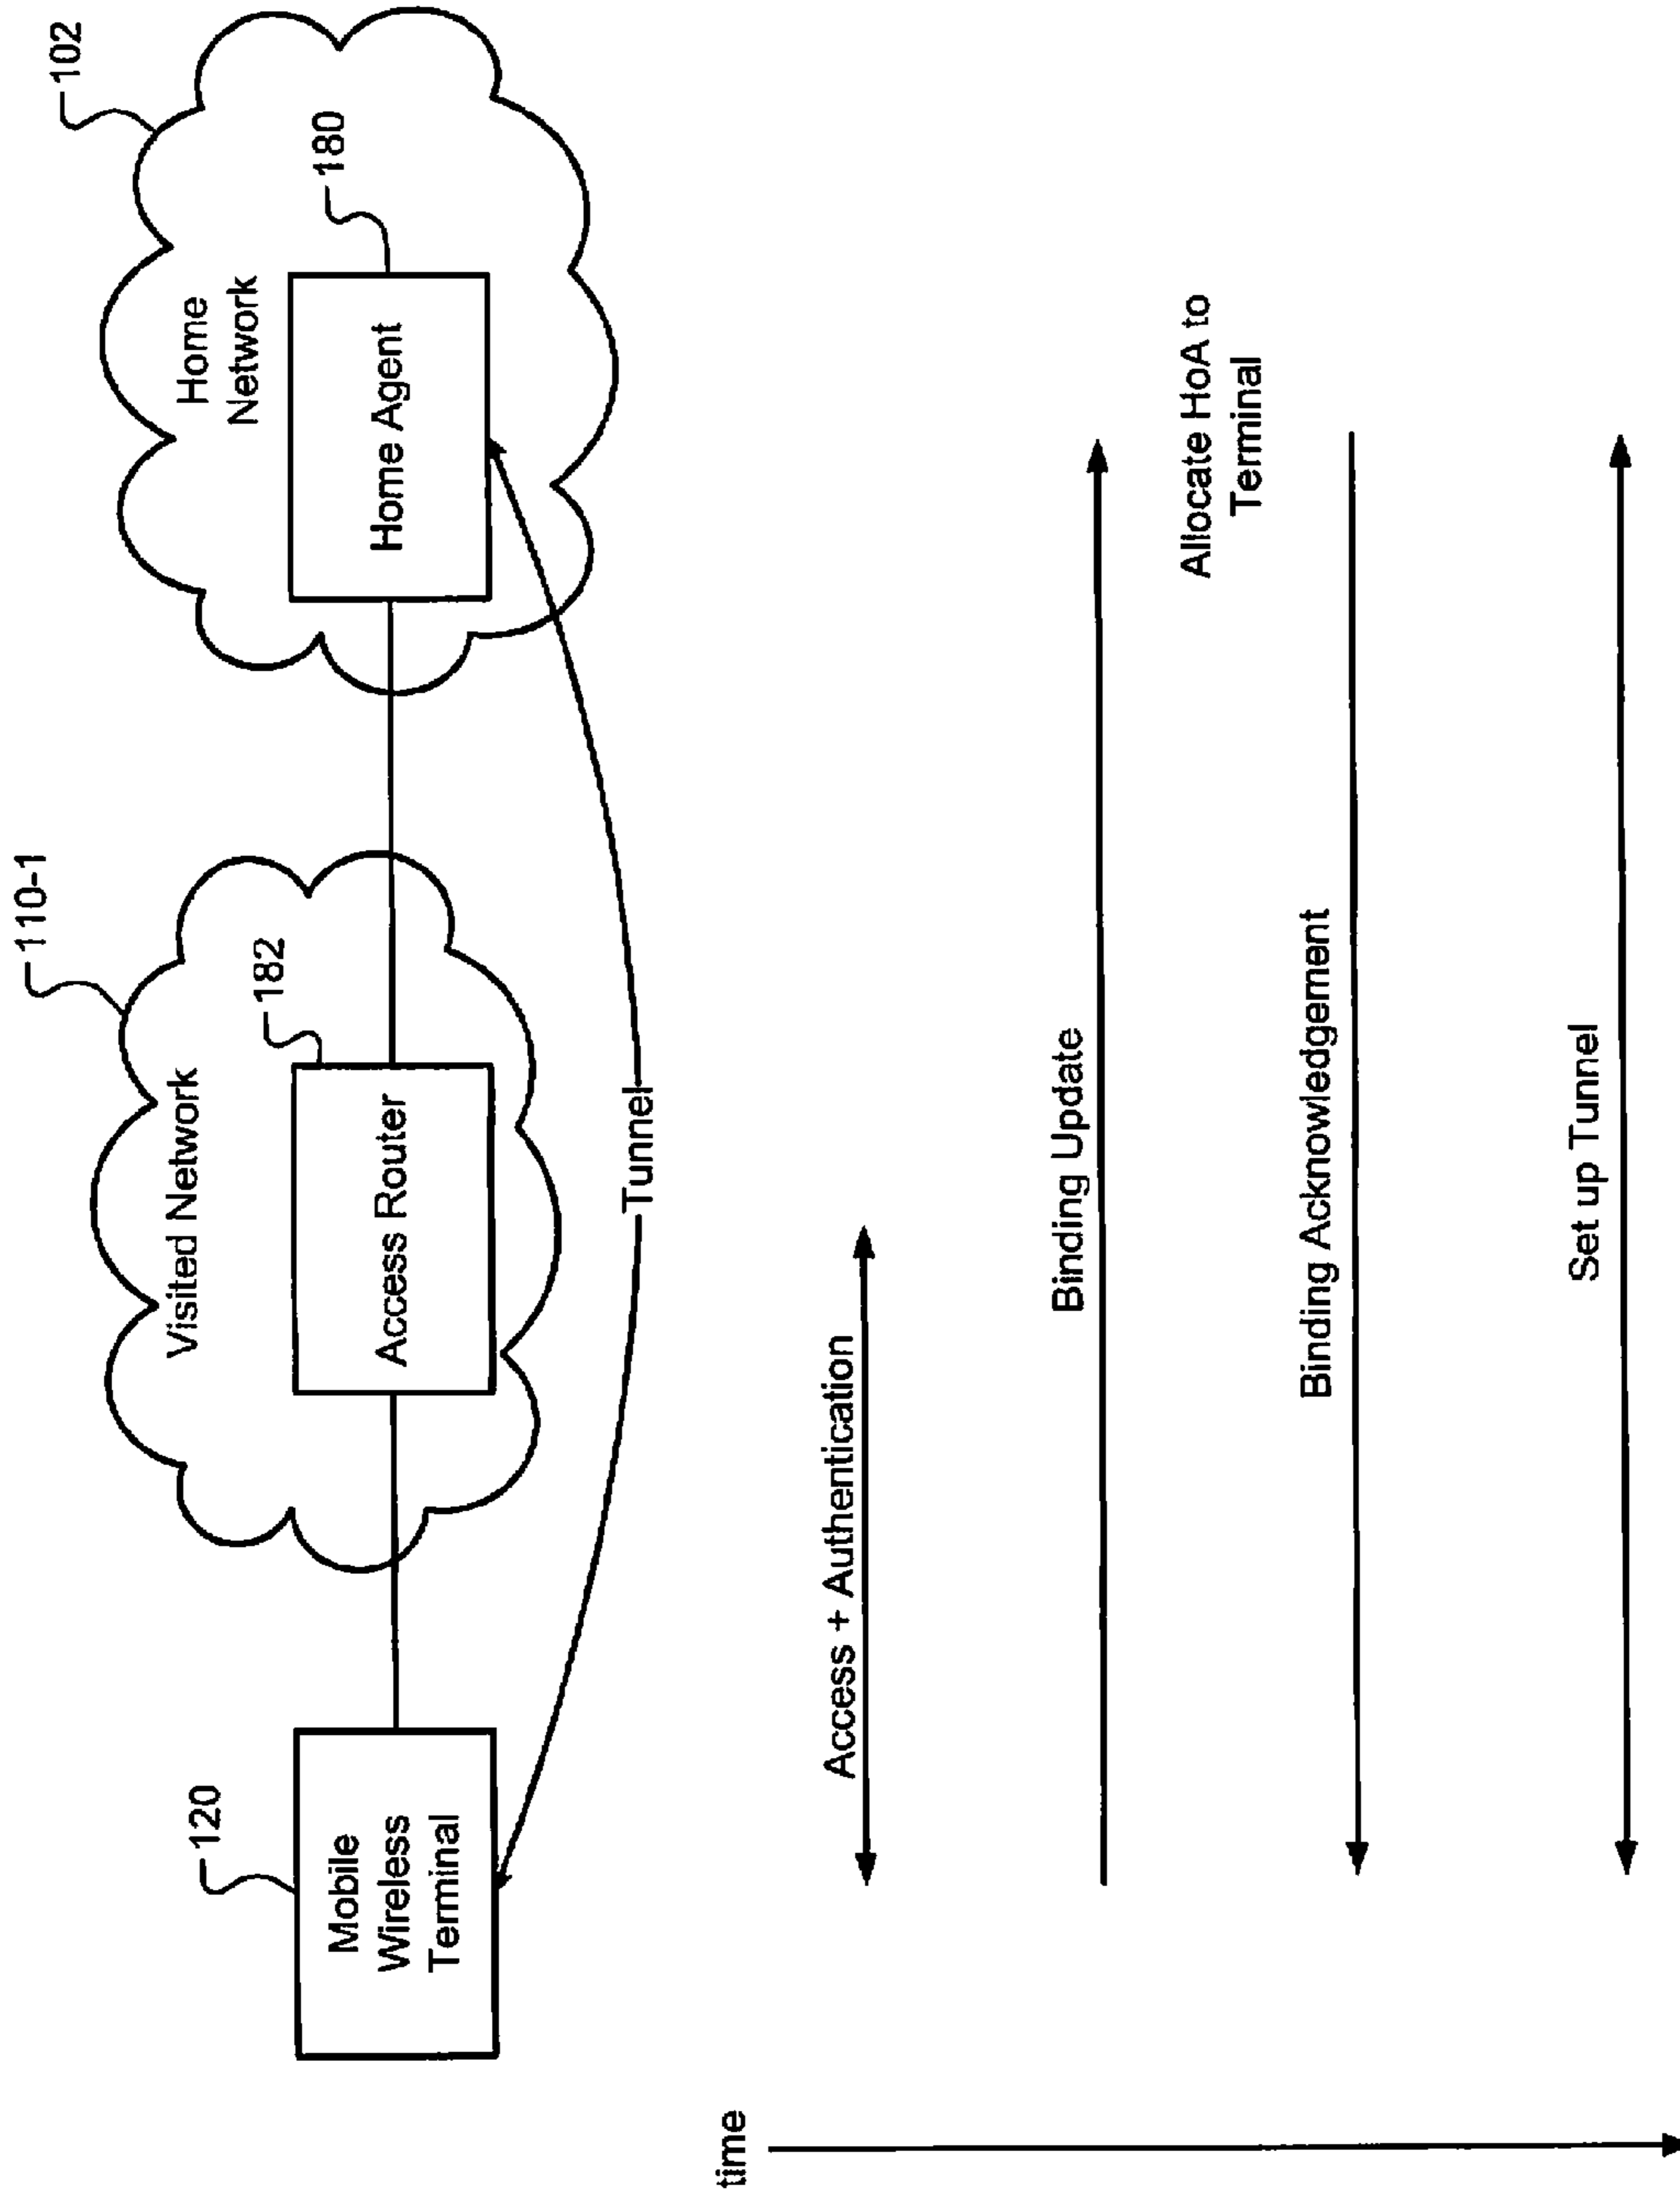 110-1
102
120
Visited Network
182
Home
Network
180
Mobile
Wireless
Terminal
Access Router
Home Agent
Tunnel
time
Access + Authentication
Binding Update
Allocate HoA to
Terminal
Binding Acknowledgement
Set up Tunnel